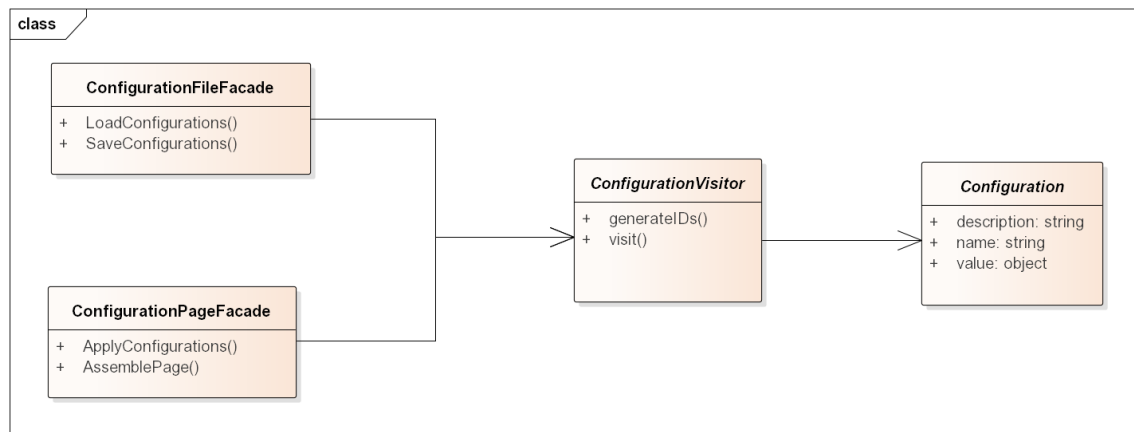 class
ConfigurationFileFacade
+ LoadConfigurations()
+ SaveConfigurations()
ConfigurationVisitor
+ generateIDs()
+ visit()
Configuration
+ description: string
+ name: string
+ value: object
ConfigurationPageFacade
+ ApplyConfigurations()
+ AssemblePage()